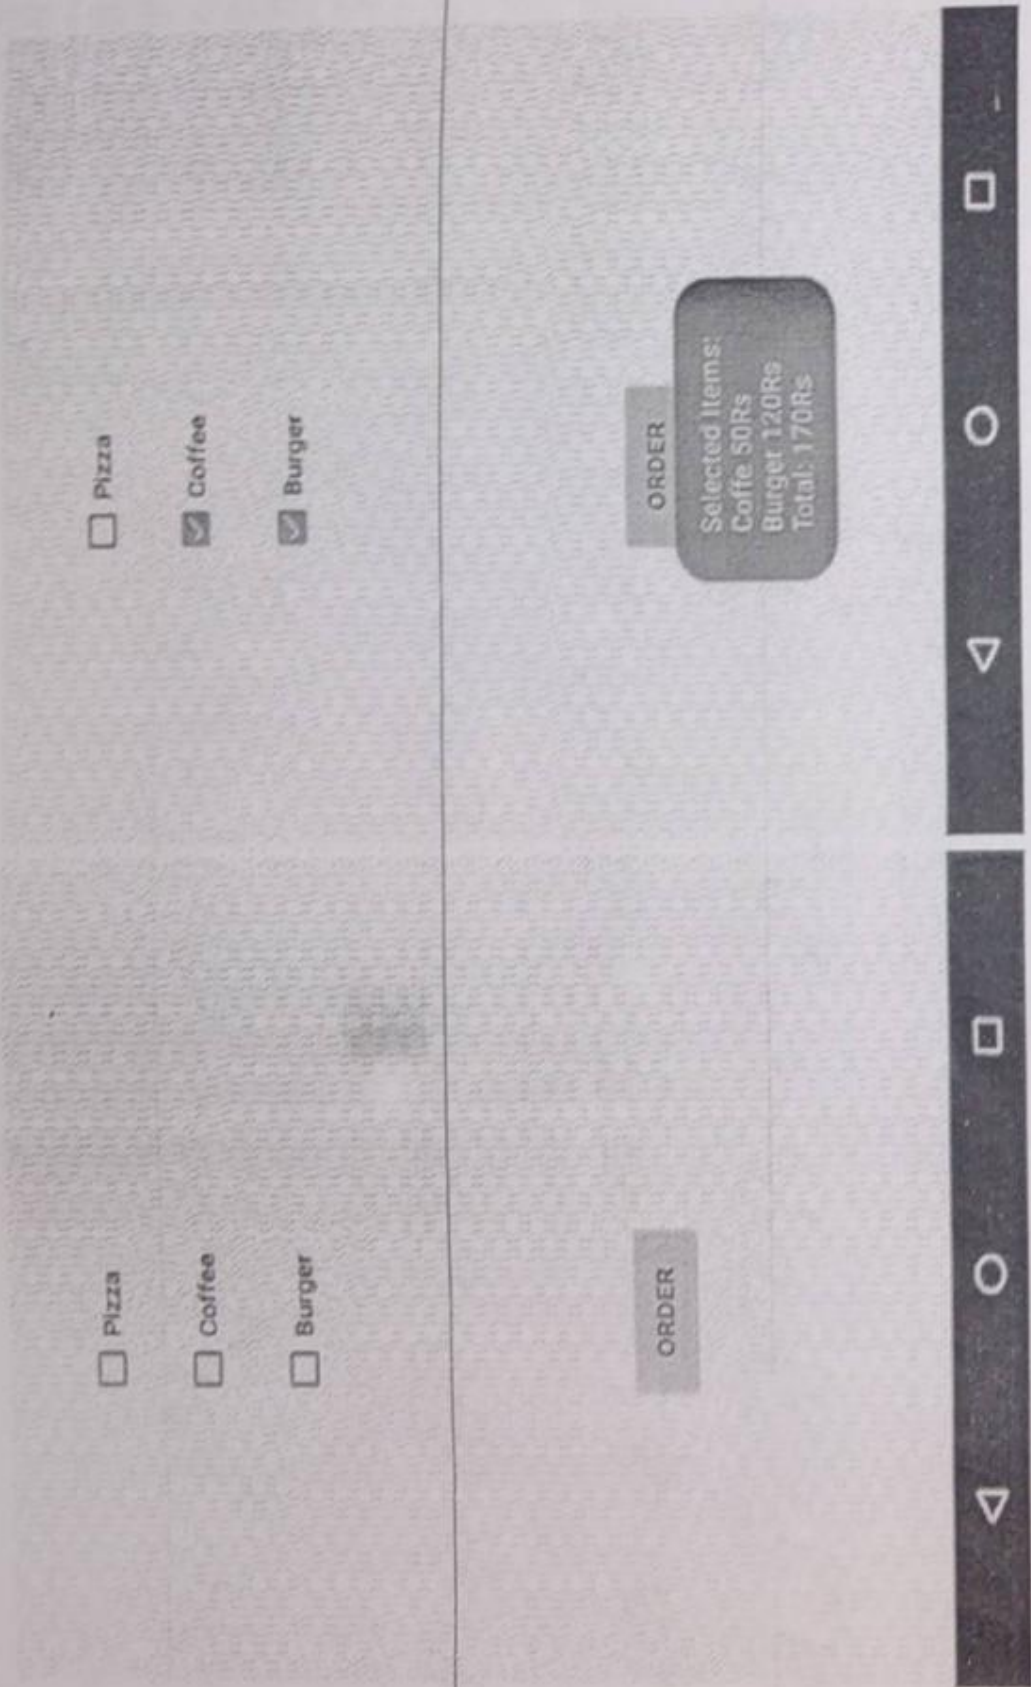 Pizza
Coffee
Burger
ORDER
Pizza
Coffee
Burger
ORDER
Selected Items:
Coffe 50Rs
Burger 120Rs
Total: 170Rs